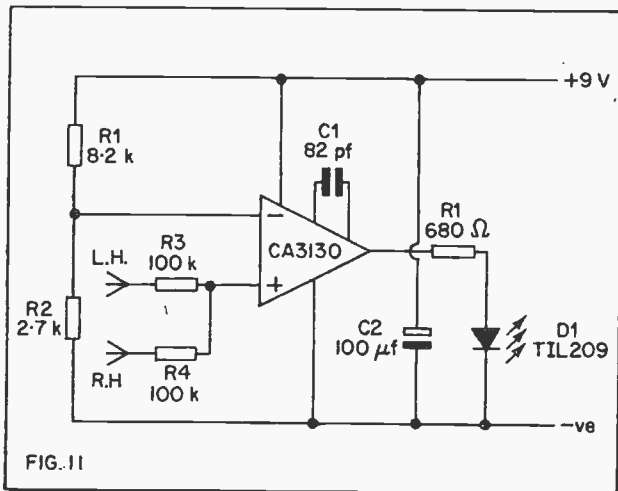 +9 V
R1
8·2 k
C1
82 pf
R1
680 Ω
−
CA3130
+
L.H.
R3
100 k
R2
2·7 k
R.H
R4
100 k
C2
100 µf
D1
TIL209
−ve
FIG. 11